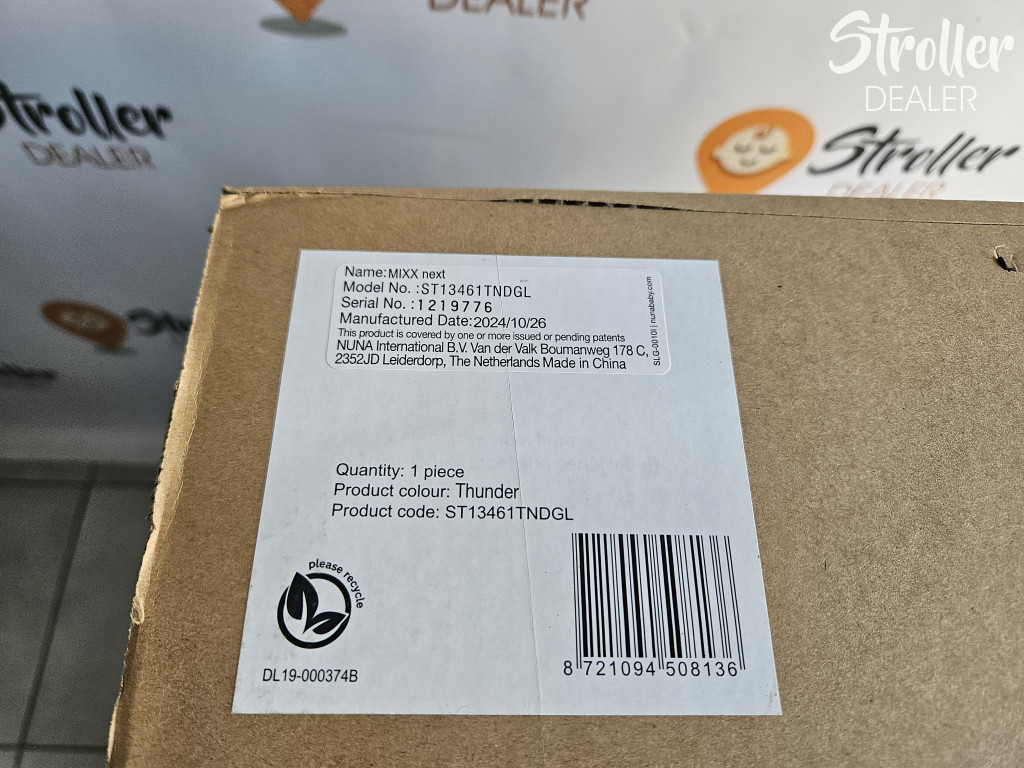 DEALER
Stroller
DEALER
Stroller
DEALER
Stroller
DEALER
Name: MIXX next
Model No. :ST13461TNDGL
Serial No. :1219776
Manufactured Date:2024/10/26
This product is covered by one or more issued or pending patents
NUNA International B.V. Van der Valk Boumanweg 178 C,
2352JD Leiderdorp, The Netherlands Made in China
SLG-0010I | nunababy.com
Quantity: 1 piece
Product colour: Thunder
Product code: ST13461TNDGL
please recycle
DL19-000374B
8 721094 508136